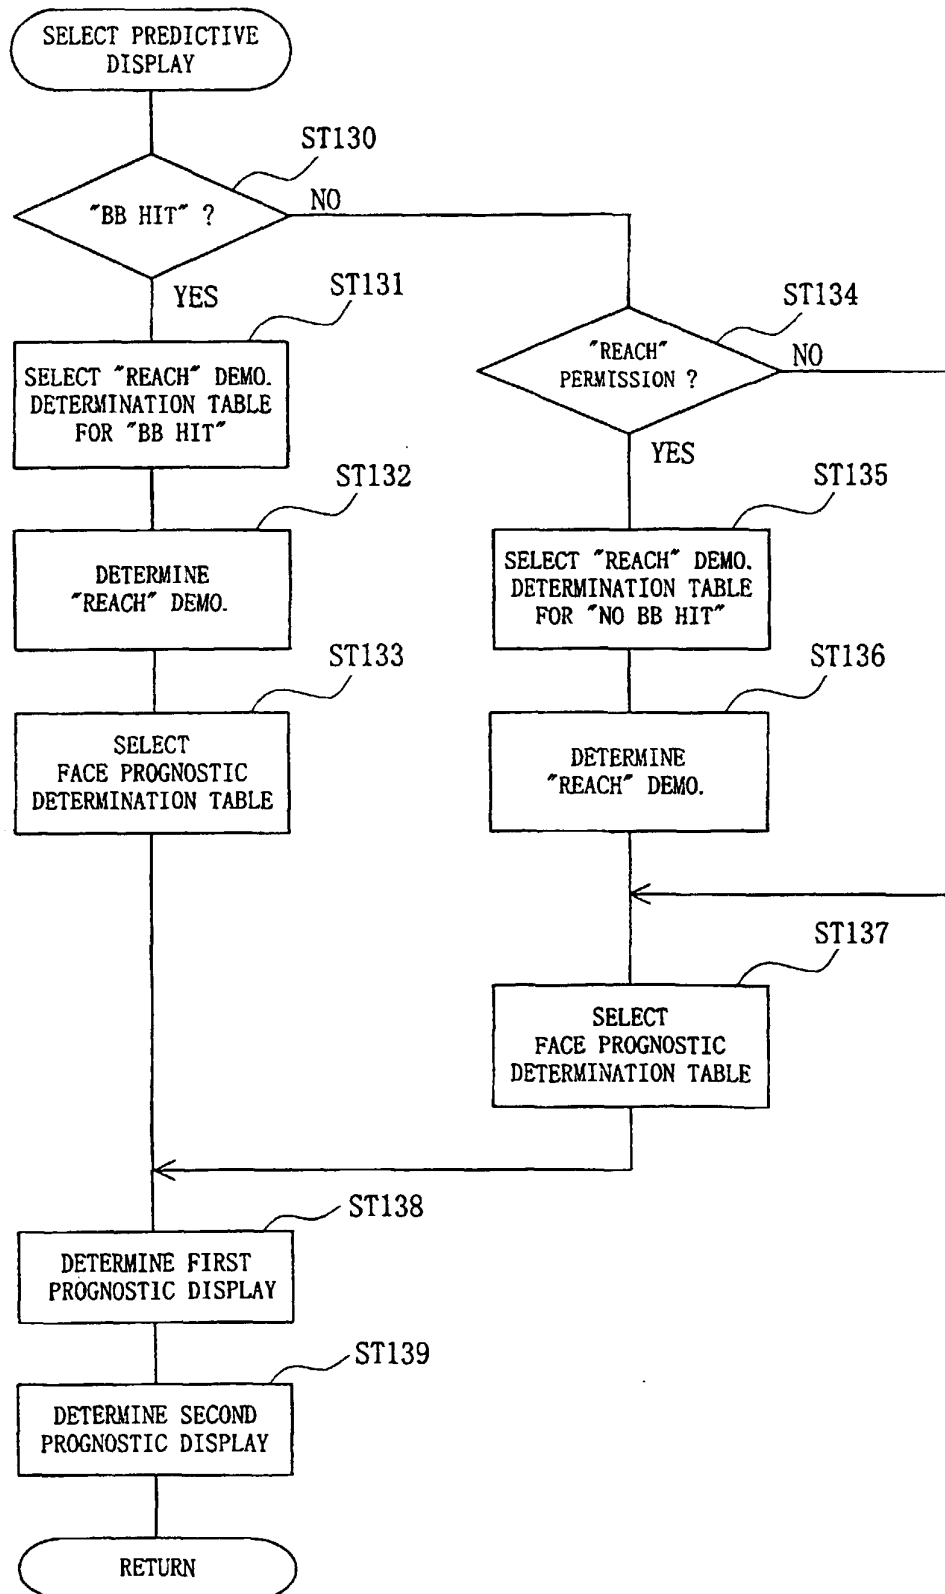 SELECT PREDICTIVE
DISPLAY
ST130
"BB HIT" ?
NO
YES
ST131
SELECT "REACH" DEMO.
DETERMINATION TABLE
FOR "BB HIT"
ST132
DETERMINE
"REACH" DEMO.
ST133
SELECT
FACE PROGNOSTIC
DETERMINATION TABLE
ST134
"REACH"
PERMISSION ?
NO
YES
ST135
SELECT "REACH" DEMO.
DETERMINATION TABLE
FOR "NO BB HIT"
ST136
DETERMINE
"REACH" DEMO.
ST137
SELECT
FACE PROGNOSTIC
DETERMINATION TABLE
ST138
DETERMINE FIRST
PROGNOSTIC DISPLAY
ST139
DETERMINE SECOND
PROGNOSTIC DISPLAY
RETURN